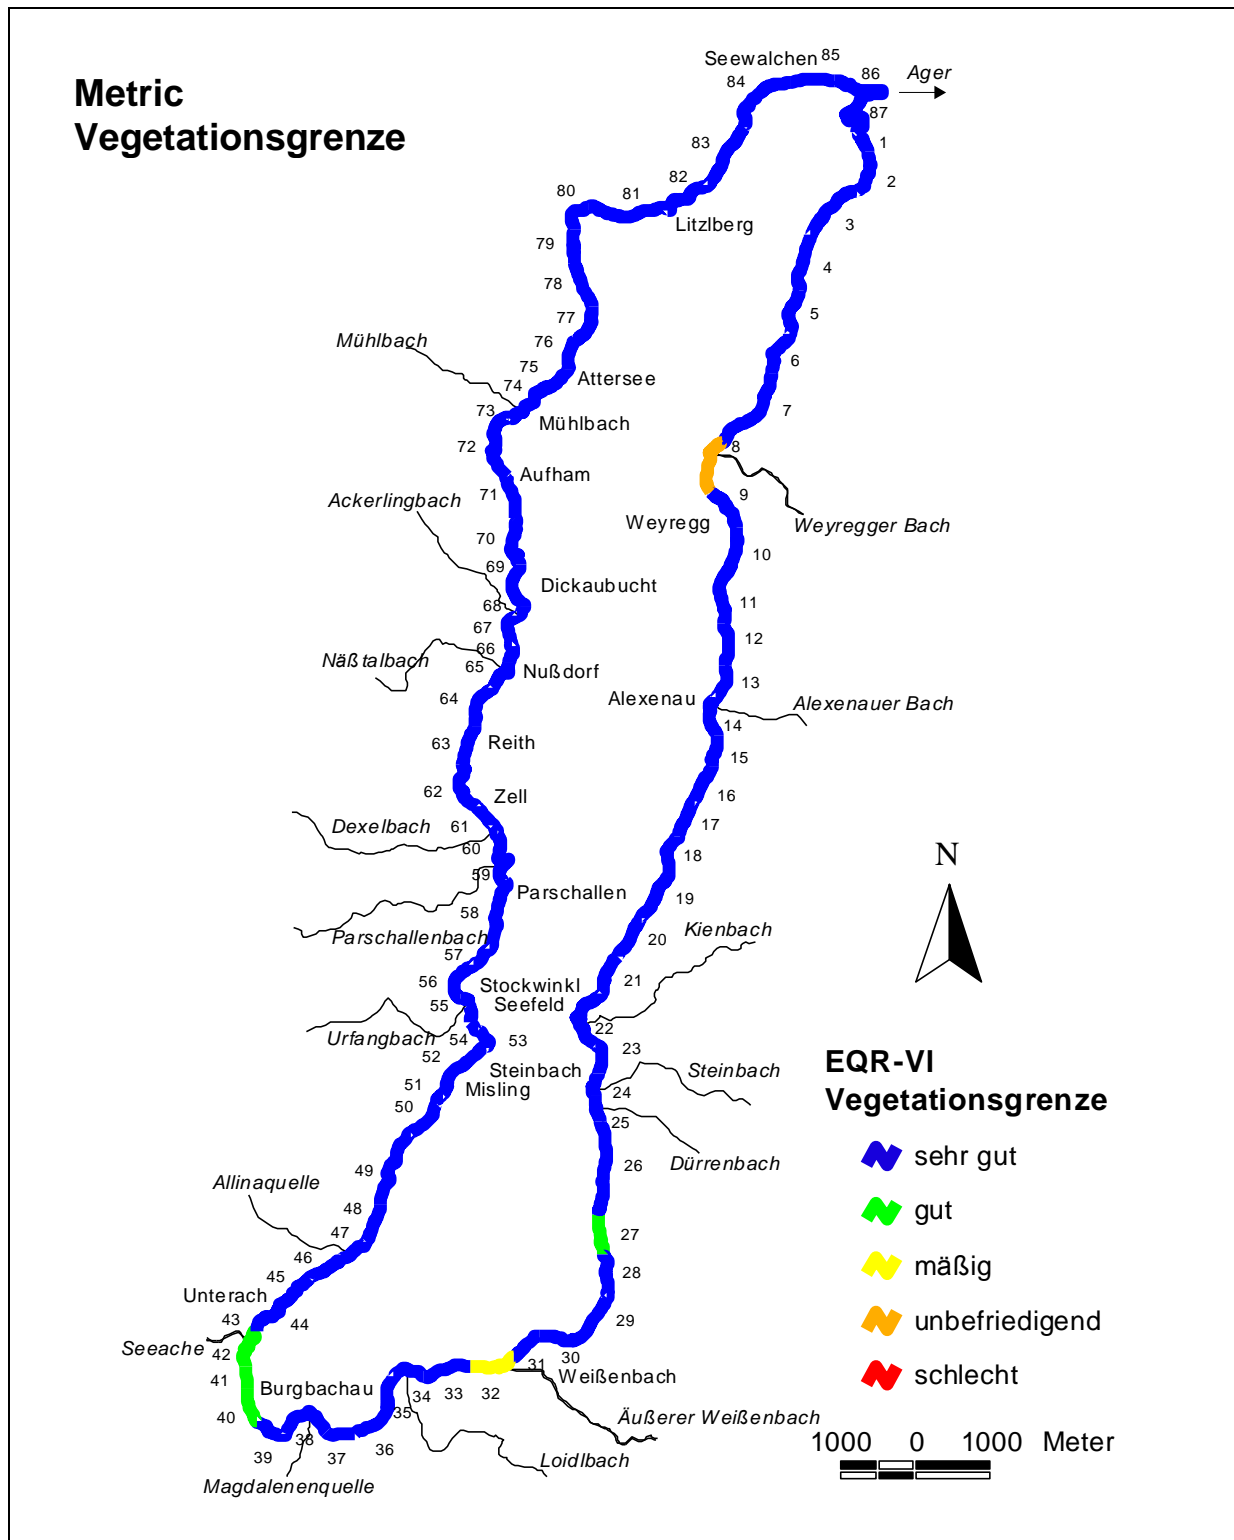 Metric
Vegetationsgrenze
Seewalchen
85
86
Ager
84
87
83
1
82
2
80
81
3
Litzlberg
79
4
78
5
77
Mühlbach
76
6
75
Attersee
74
73
7
Mühlbach
72
8
Aufham
71
9
Ackerlingbach
Weyregg
Weyregger Bach
70
10
69
Dickaubucht
68
11
67
12
66
Näßtalbach
65
Nußdorf
13
64
Alexenau
Alexenauer Bach
14
63
Reith
15
62
Zell
16
Dexelbach
61
17
60
18
59
Parschallen
19
58
Kienbach
Parschallenbach
20
57
56
Stockwinkl
21
55
Seefeld
Urfangbach
54
53
22
52
23
Steinbach
Steinbach
51
Misling
24
50
25
49
26
Dürrenbach
Allinaquelle
48
47
27
46
28
45
Unterach
43
44
29
Seeache
42
30
41
Burgbachau
34
33
32
31
Weißenbach
40
35
Äußerer Weißenbach
39
38
37
36
Loidlbach
Magdalenenquelle
N
EQR-VI
Vegetationsgrenze
sehr gut
gut
mäßig
unbefriedigend
schlecht
1000 0 1000 Meter